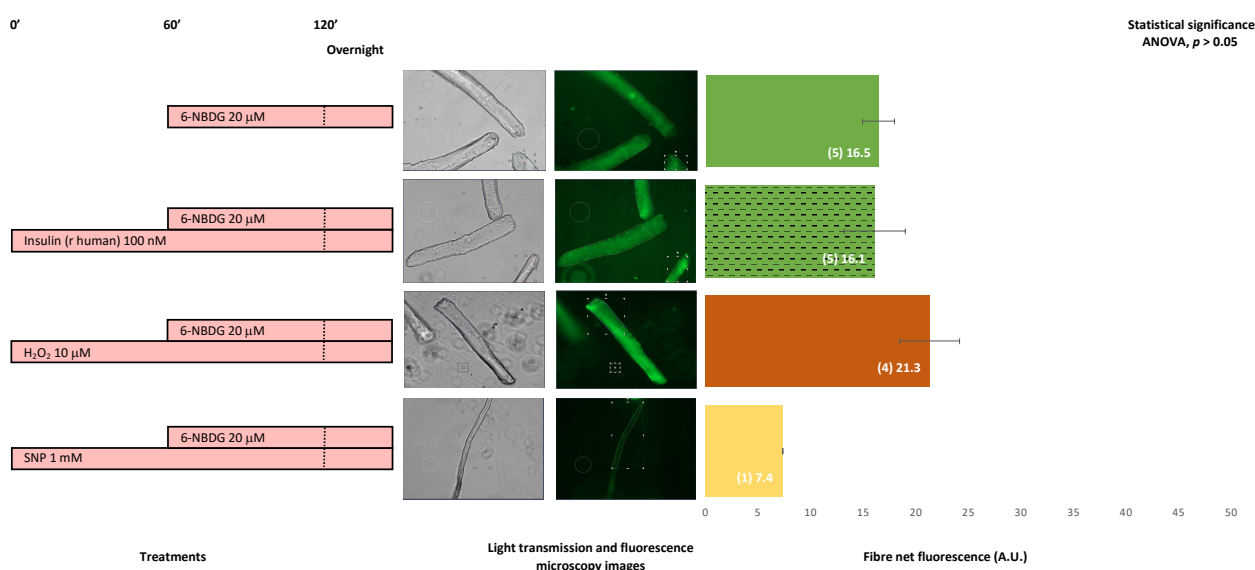 0’
60’
120’
Overnight
Statistical significance
ANOVA, p > 0.05
6-NBDG 20 µM
(5) 16.5
6-NBDG 20 µM
Insulin (r human) 100 nM
(5) 16.1
6-NBDG 20 µM
H₂O₂ 10 µM
(4) 21.3
6-NBDG 20 µM
SNP 1 mM
(1) 7.4
0 5 10 15 20 25 30 35 40 45 50
Treatments
Light transmission and fluorescence
microscopy images
Fibre net fluorescence (A.U.)